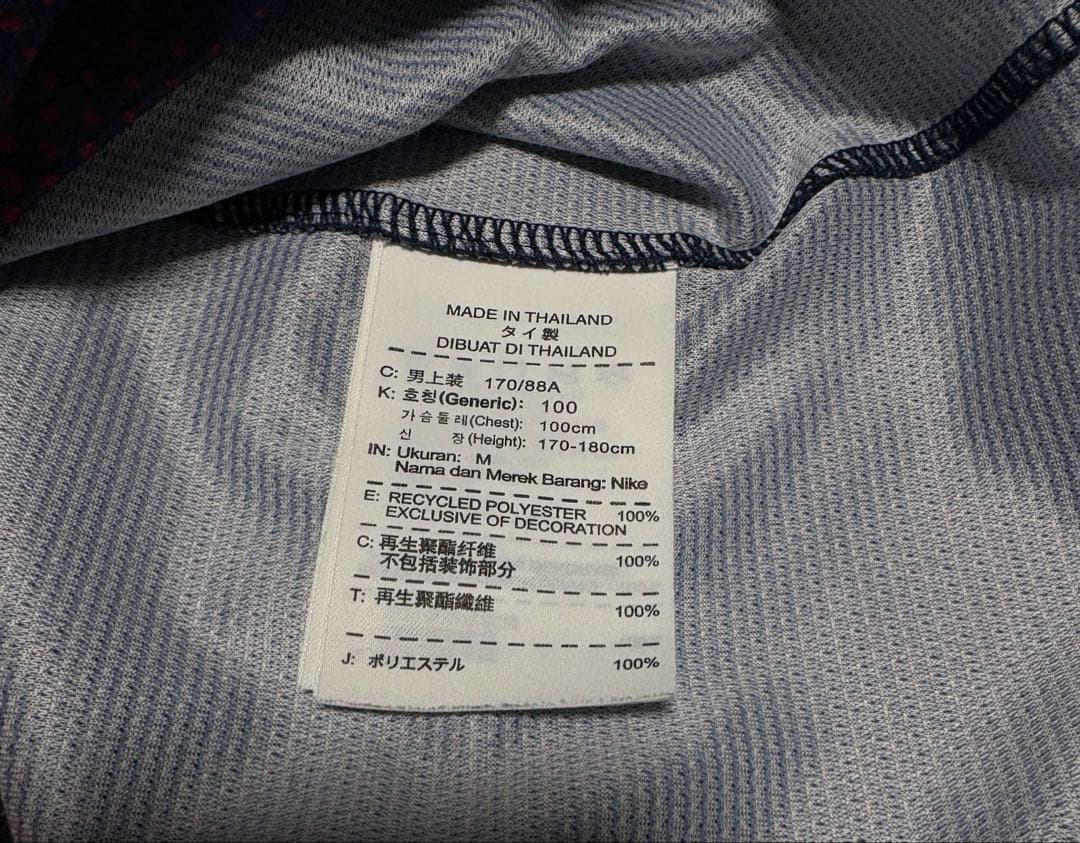 MADE IN THAILAND
タイ製
DIBUAT DI THAILAND
C: 男上装 170/88A
K: 호칭(Generic): 100
가슴둘레(Chest): 100cm
신 장(Height): 170-180cm
IN: Ukuran: M
Nama dan Merek Barang: Nike
E: RECYCLED POLYESTER 100%
EXCLUSIVE OF DECORATION
C: 再生聚酯纤维 100%
不包括装饰部分
T: 再生聚酯纖維 100%
J: ポリエステル 100%